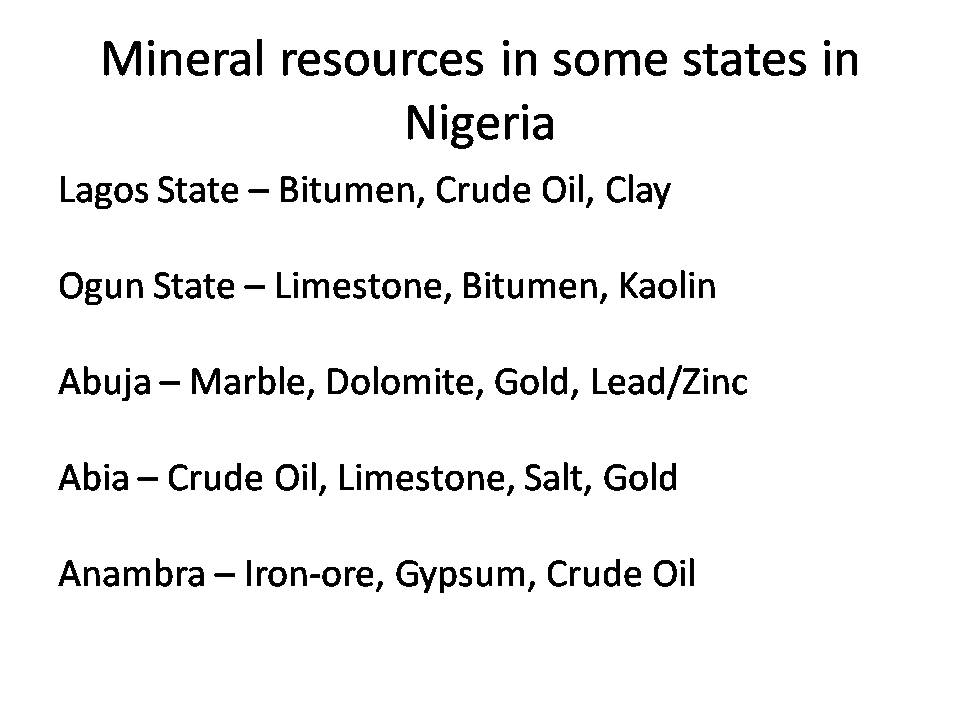 Mineral resources in some states in
Nigeria
Lagos State – Bitumen, Crude Oil, Clay
Ogun State – Limestone, Bitumen, Kaolin
Abuja – Marble, Dolomite, Gold, Lead/Zinc
Abia – Crude Oil, Limestone, Salt, Gold
Anambra – Iron-ore, Gypsum, Crude Oil